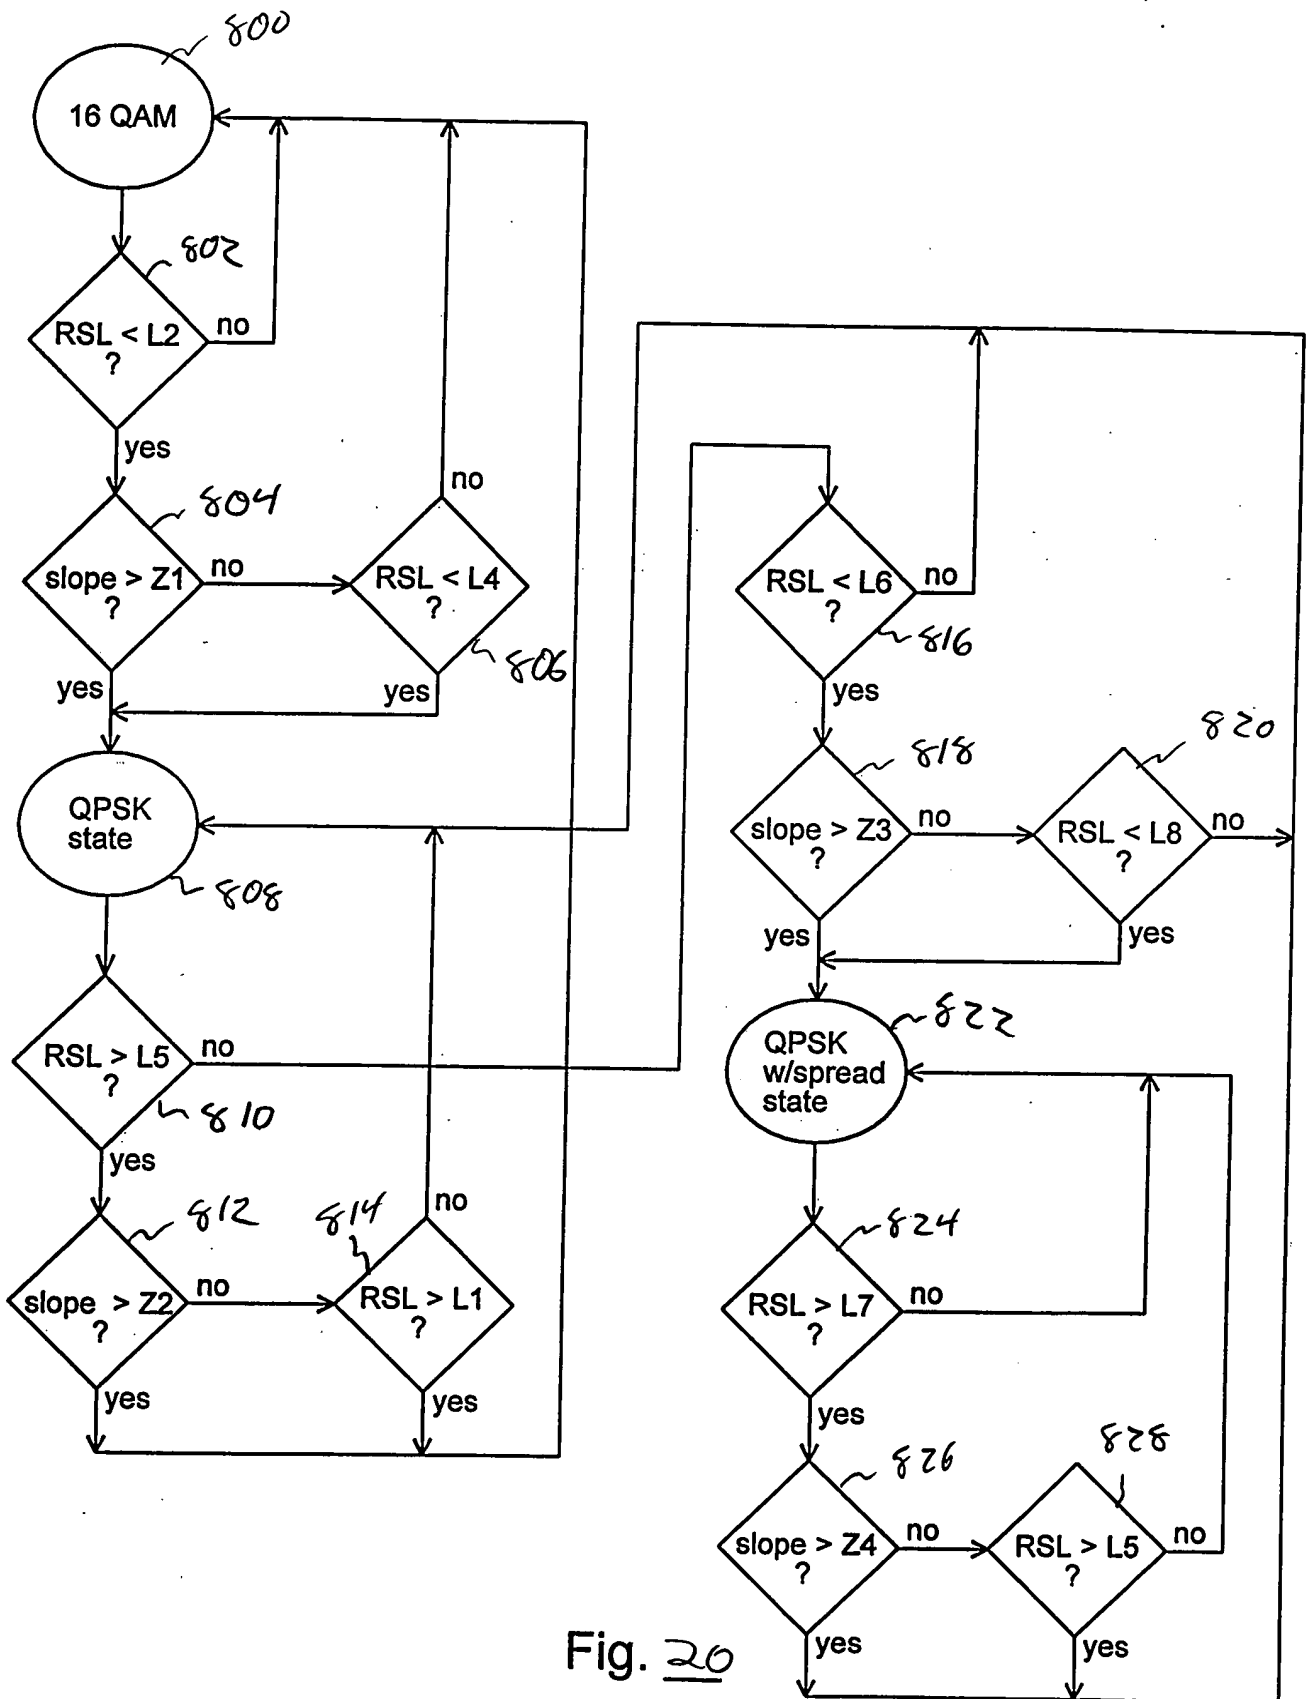 800
16 QAM
802
RSL < L2
?
no
yes
804
slope > Z1
?
no
no
RSL < L4
?
806
yes
yes
QPSK
state
808
RSL > L5
?
no
810
yes
812
slope > Z2
?
no
814
no
RSL > L1
?
yes
yes
RSL < L6
?
no
816
yes
818
slope > Z3
?
no
820
RSL < L8
?
no
yes
yes
822
QPSK
w/spread
state
824
RSL > L7
?
no
yes
826
slope > Z4
?
no
828
RSL > L5
?
no
yes
yes
Fig. 20